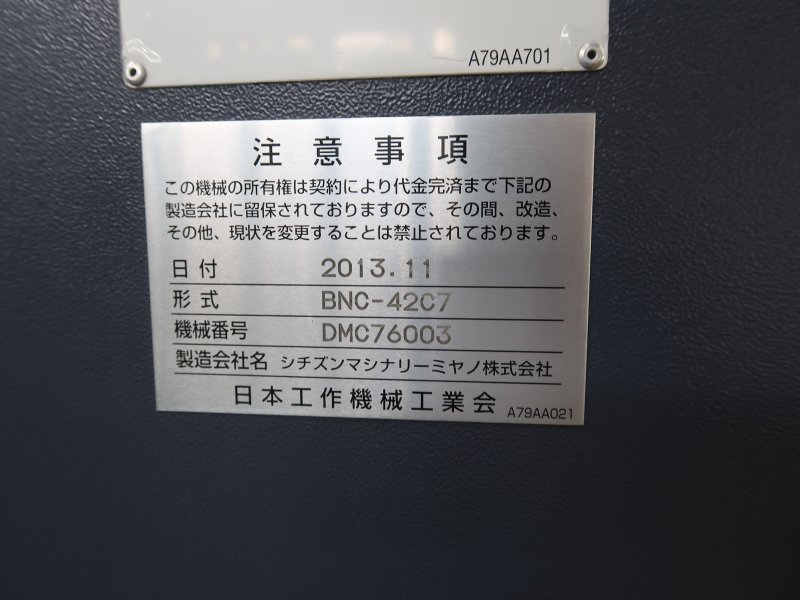 A79AA701
注意事項
この機械の所有権は契約により代金完済まで下記の
製造会社に留保されておりますので、その間、改造、
その他、現状を変更することは禁止されております。
日付 2013.11
形式 BNC-42C7
機械番号 DMC76003
製造会社名 シチズンマシナリーミヤノ株式会社
日本工作機械工業会 A79AA021